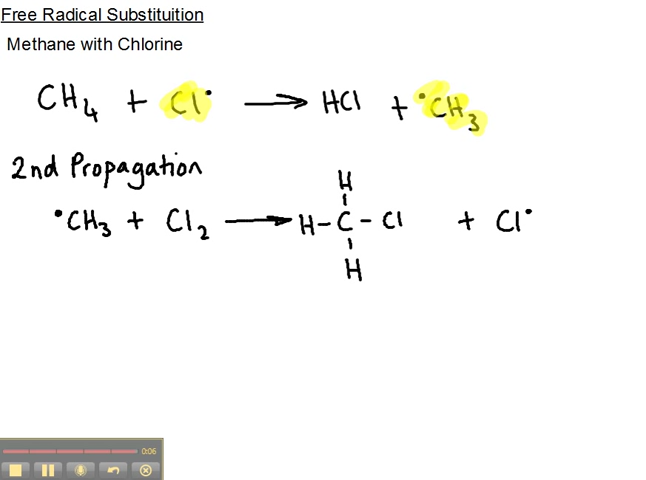 Free Radical Substituition
Methane with Chlorine
CH₄ + Cl• ⟶ HCl + •CH₃
2nd Propagation
H
•CH₃ + Cl₂ ⟶ H–C–Cl + Cl•
H
0:06